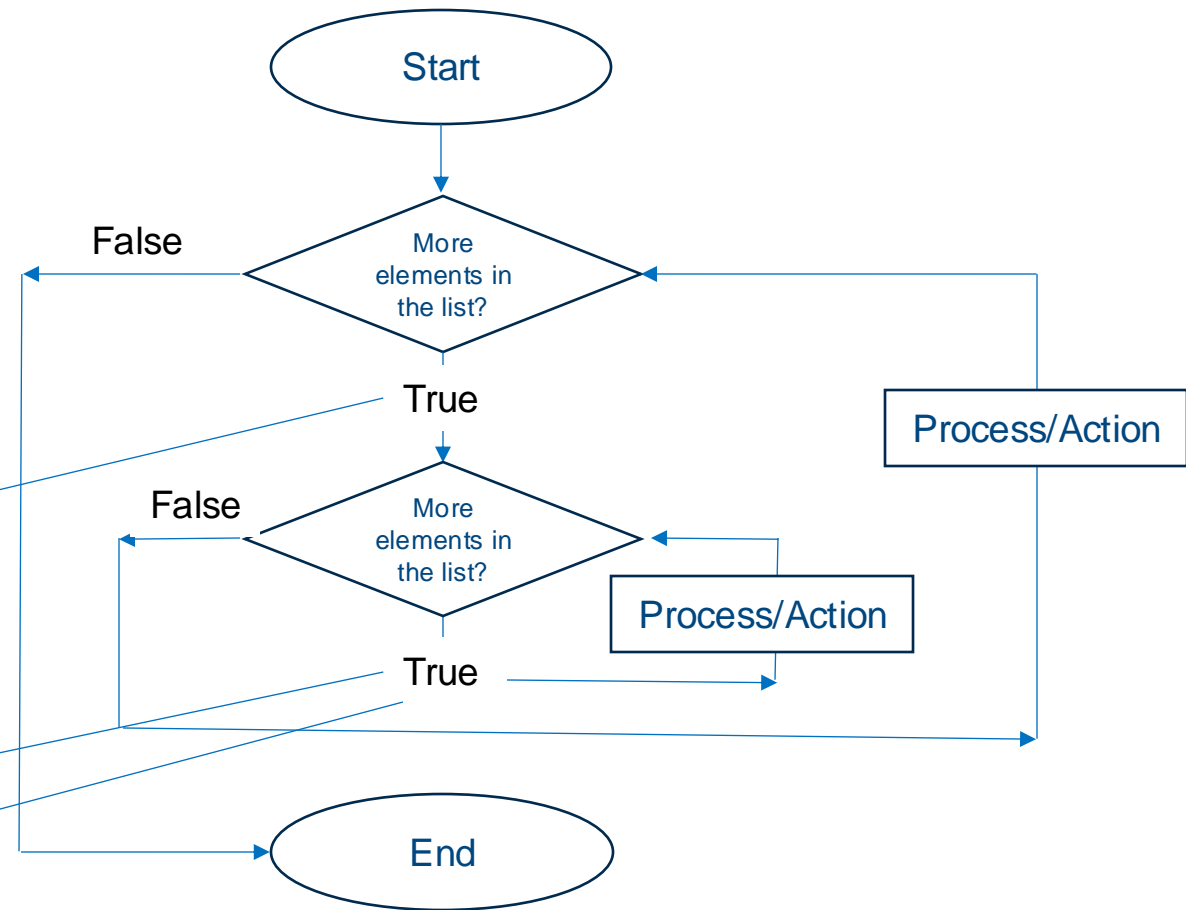 Start
False
More
elements in
the list?
True
Process/Action
False
More
elements in
the list?
Process/Action
True
End